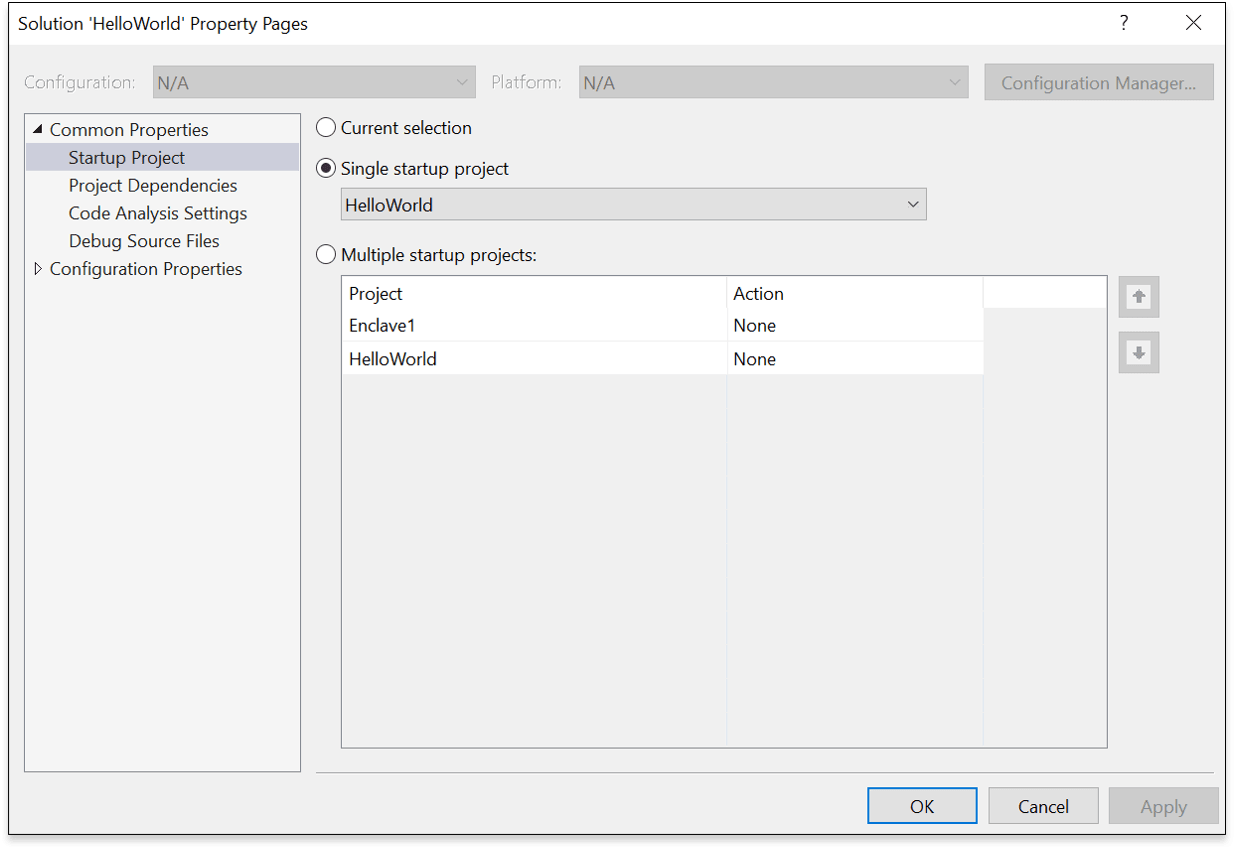 Solution 'HelloWorld' Property Pages
?
Configuration: N/A Platform: N/A Configuration Manager...
Common Properties
Startup Project
Project Dependencies
Code Analysis Settings
Debug Source Files
Configuration Properties
Current selection
Single startup project
HelloWorld
Multiple startup projects:
Project Action
Enclave1 None
HelloWorld None
OK Cancel Apply